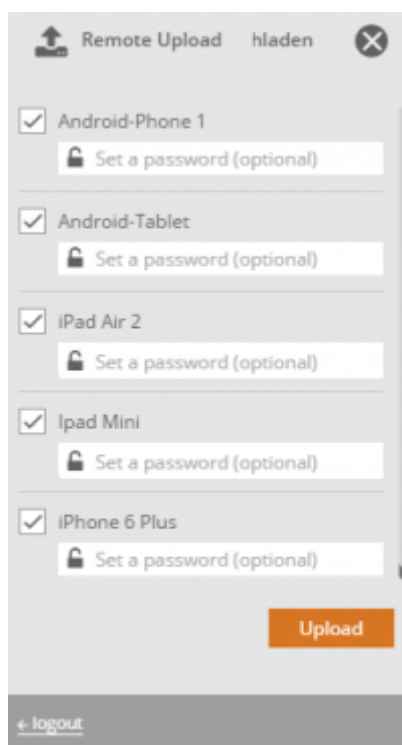 Remote Upload hladen
Android-Phone 1
Set a password (optional)
Android-Tablet
Set a password (optional)
iPad Air 2
Set a password (optional)
Ipad Mini
Set a password (optional)
iPhone 6 Plus
Set a password (optional)
Upload
logout